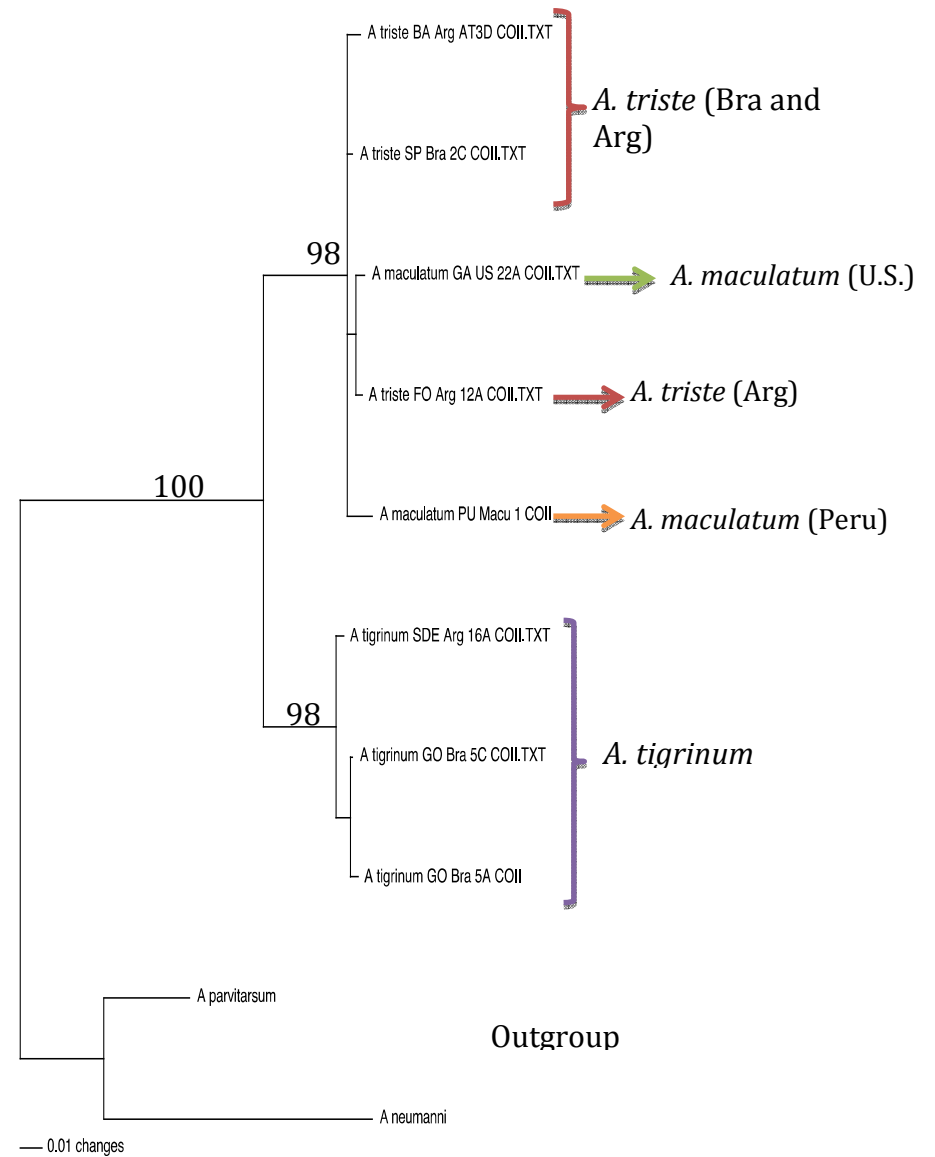 A triste BA Arg AT3D COII.TXT
A. triste (Bra and
Arg)
A triste SP Bra 2C COII.TXT
98
A maculatum GA US 22A COII.TXT
A. maculatum (U.S.)
A triste FO Arg 12A COII.TXT
A. triste (Arg)
100
A maculatum PU Macu 1 COII
A. maculatum (Peru)
A tigrinum SDE Arg 16A COII.TXT
98
A tigrinum GO Bra 5C COII.TXT
A. tigrinum
A tigrinum GO Bra 5A COII
A parvitarsum
Outgroup
A neumanni
0.01 changes